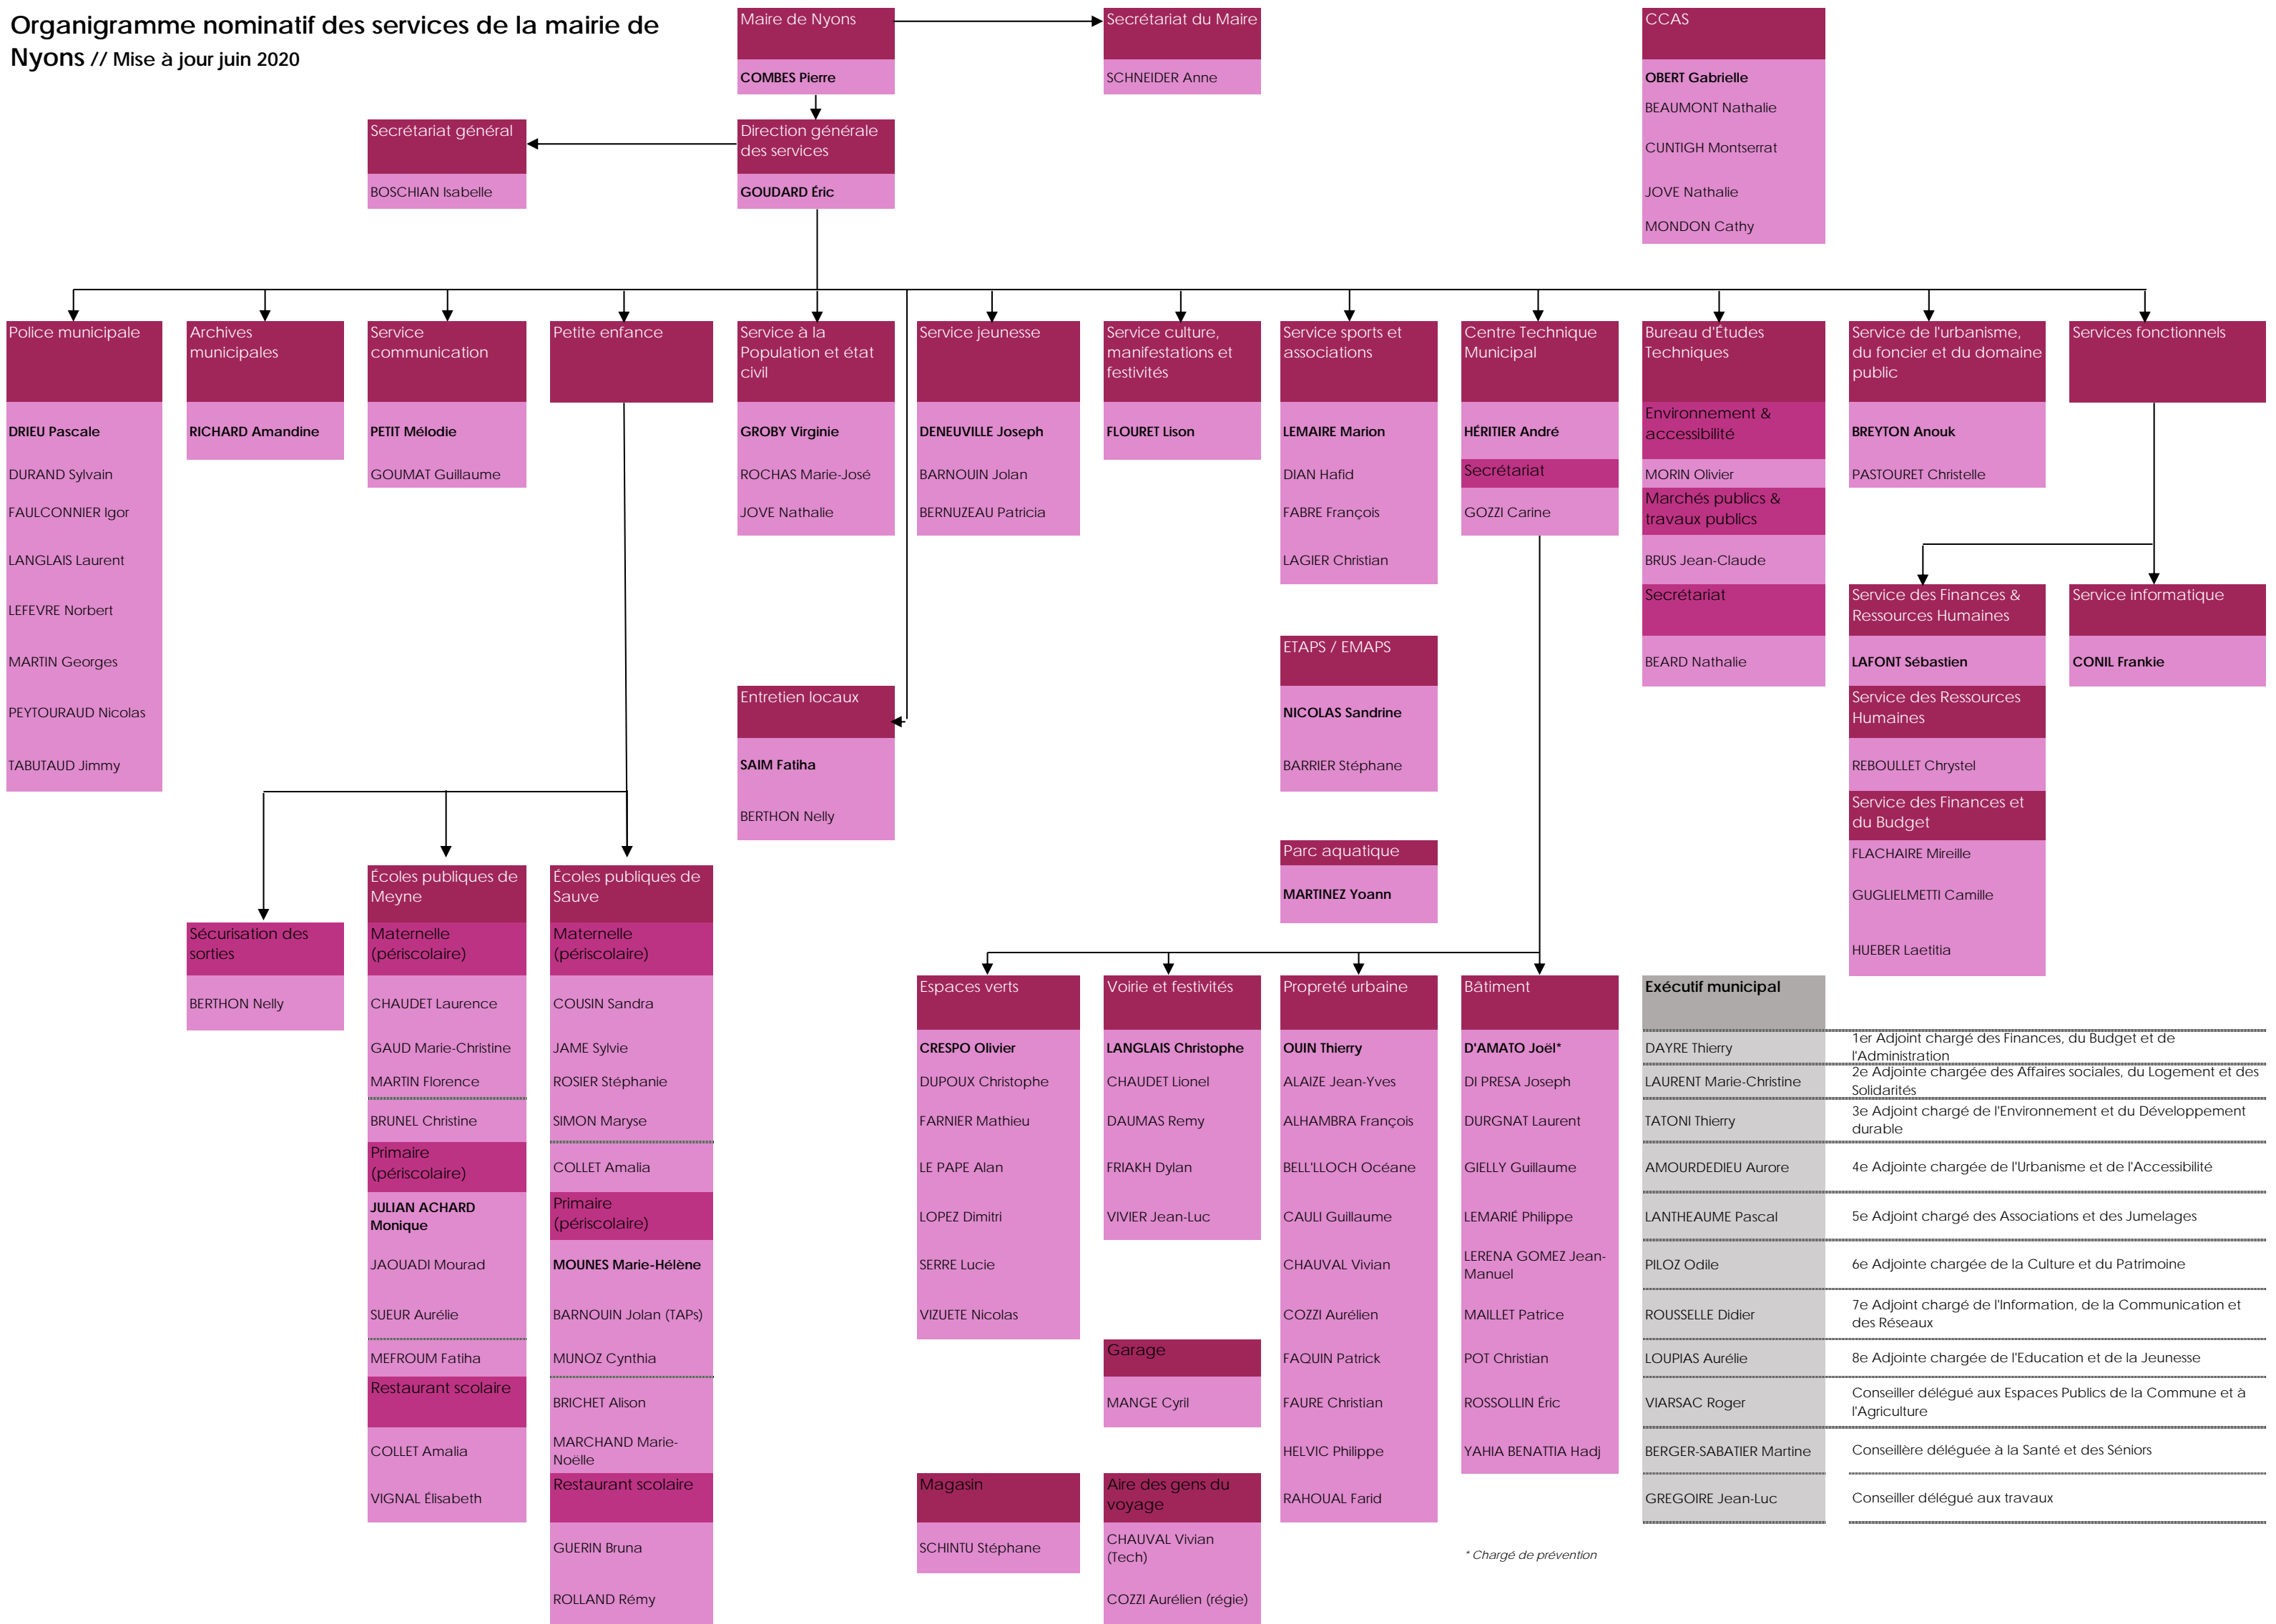 Organigramme nominatif des services de la mairie de
Nyons // Mise à jour juin 2020
Maire de Nyons
COMBES Pierre
Secrétariat du Maire
SCHNEIDER Anne
CCAS
OBERT Gabrielle
BEAUMONT Nathalie
CUNTIGH Montserrat
JOVE Nathalie
MONDON Cathy
Secrétariat général
BOSCHIAN Isabelle
Direction générale
des services
GOUDARD Éric
Police municipale
DRIEU Pascale
DURAND Sylvain
FAULCONNIER Igor
LANGLAIS Laurent
LEFEVRE Norbert
MARTIN Georges
PEYTOURAUD Nicolas
TABUTAUD Jimmy
Archives
municipales
RICHARD Amandine
Service
communication
PETIT Mélodie
GOUMAT Guillaume
Petite enfance
Service à la
Population et état
civil
GROBY Virginie
ROCHAS Marie-José
JOVE Nathalie
Service jeunesse
DENEUVILLE Joseph
BARNOUIN Jolan
BERNUZEAU Patricia
Service culture,
manifestations et
festivités
FLOURET Lison
Service sports et
associations
LEMAIRE Marion
DIAN Hafid
FABRE François
LAGIER Christian
Centre Technique
Municipal
HÉRITIER André
Secrétariat
GOZZI Carine
Bureau d'Études
Techniques
Environnement &
accessibilité
MORIN Olivier
Marchés publics &
travaux publics
BRUS Jean-Claude
Secrétariat
BEARD Nathalie
Service de l'urbanisme,
du foncier et du domaine
public
BREYTON Anouk
PASTOURET Christelle
Services fonctionnels
Service des Finances &
Ressources Humaines
LAFONT Sébastien
Service des Ressources
Humaines
REBOULLET Chrystel
Service des Finances et
du Budget
FLACHAIRE Mireille
GUGLIELMETTI Camille
HUEBER Laetitia
Service informatique
CONIL Frankie
ETAPS / EMAPS
NICOLAS Sandrine
BARRIER Stéphane
Parc aquatique
MARTINEZ Yoann
Entretien locaux
SAIM Fatiha
BERTHON Nelly
Sécurisation des
sorties
BERTHON Nelly
Écoles publiques de
Meyne
Maternelle
(périscolaire)
CHAUDET Laurence
GAUD Marie-Christine
MARTIN Florence
BRUNEL Christine
Primaire
(périscolaire)
JULIAN ACHARD
Monique
JAOUADI Mourad
SUEUR Aurélie
MEFROUM Fatiha
Restaurant scolaire
COLLET Amalia
VIGNAL Élisabeth
Écoles publiques de
Sauve
Maternelle
(périscolaire)
COUSIN Sandra
JAME Sylvie
ROSIER Stéphanie
SIMON Maryse
COLLET Amalia
Primaire
(périscolaire)
MOUNES Marie-Hélène
BARNOUIN Jolan (TAPs)
MUNOZ Cynthia
BRICHET Alison
MARCHAND Marie-
Noëlle
Restaurant scolaire
GUERIN Bruna
ROLLAND Rémy
Espaces verts
CRESPO Olivier
DUPOUX Christophe
FARNIER Mathieu
LE PAPE Alan
LOPEZ Dimitri
SERRE Lucie
VIZUETE Nicolas
Magasin
SCHINTU Stéphane
Voirie et festivités
LANGLAIS Christophe
CHAUDET Lionel
DAUMAS Remy
FRIAKH Dylan
VIVIER Jean-Luc
Garage
MANGE Cyril
Aire des gens du
voyage
CHAUVAL Vivian
(Tech)
COZZI Aurélien (régie)
Propreté urbaine
OUIN Thierry
ALAIZE Jean-Yves
ALHAMBRA François
BELL'LLOCH Océane
CAULI Guillaume
CHAUVAL Vivian
COZZI Aurélien
FAQUIN Patrick
FAURE Christian
HELVIC Philippe
RAHOUAL Farid
Bâtiment
D'AMATO Joël*
DI PRESA Joseph
DURGNAT Laurent
GIELLY Guillaume
LEMARIÉ Philippe
LERENA GOMEZ Jean-
Manuel
MAILLET Patrice
POT Christian
ROSSOLLIN Éric
YAHIA BENATTIA Hadj
* Chargé de prévention
Exécutif municipal
DAYRE Thierry
1er Adjoint chargé des Finances, du Budget et de
l'Administration
LAURENT Marie-Christine
2e Adjointe chargée des Affaires sociales, du Logement et des
Solidarités
TATONI Thierry
3e Adjoint chargé de l'Environnement et du Développement
durable
AMOURDEDIEU Aurore
4e Adjointe chargée de l'Urbanisme et de l'Accessibilité
LANTHEAUME Pascal
5e Adjoint chargé des Associations et des Jumelages
PILOZ Odile
6e Adjointe chargée de la Culture et du Patrimoine
ROUSSELLE Didier
7e Adjoint chargé de l'Information, de la Communication et
des Réseaux
LOUPIAS Aurélie
8e Adjointe chargée de l'Education et de la Jeunesse
VIARSAC Roger
Conseiller délégué aux Espaces Publics de la Commune et à
l'Agriculture
BERGER-SABATIER Martine
Conseillère déléguée à la Santé et des Séniors
GREGOIRE Jean-Luc
Conseiller délégué aux travaux